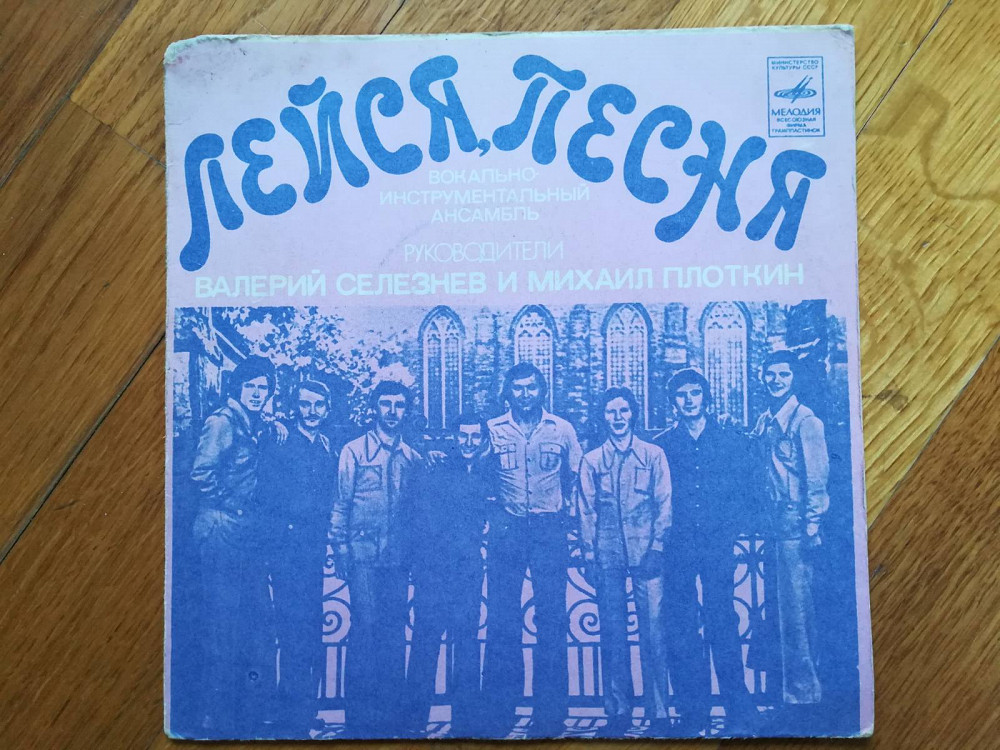 ЛЕЙСЯ, ПЕСНЯ
МИНИСТЕРСТВО
КУЛЬТУРЫ СССР
МЕЛОДИЯ
ВСЕСОЮЗНАЯ
ФИРМА
ГРАМПЛАСТИНОК
ВОКАЛЬНО-
ИНСТРУМЕНТАЛЬНЫЙ
АНСАМБЛЬ
РУКОВОДИТЕЛИ
ВАЛЕРИЙ СЕЛЕЗНЕВ И МИХАИЛ ПЛОТКИН